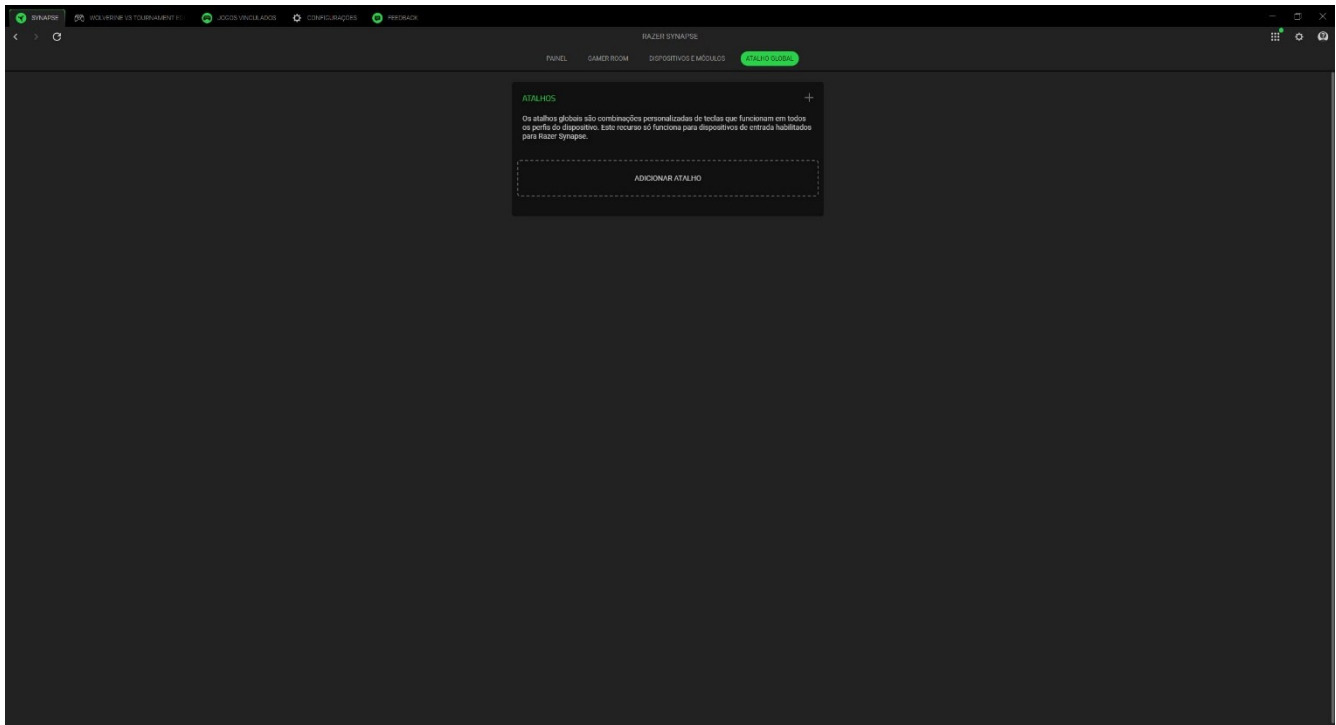 SYNAPSE
WOLVERINE V3 TOURNAMENT
JOGOS VINCULADOS
CONFIGURAÇÕES
FEEDBACK
RAZER SYNAPSE
PAINEL
GAMER ROOM
DISPOSITIVOS E MÓDULOS
ATALHO GLOBAL
ATALHOS
Os atalhos globais são combinações personalizadas de teclas que funcionam em todos
os perfis do dispositivo. Este recurso só funciona para dispositivos de entrada habilitados
para Razer Synapse.
ADICIONAR ATALHO